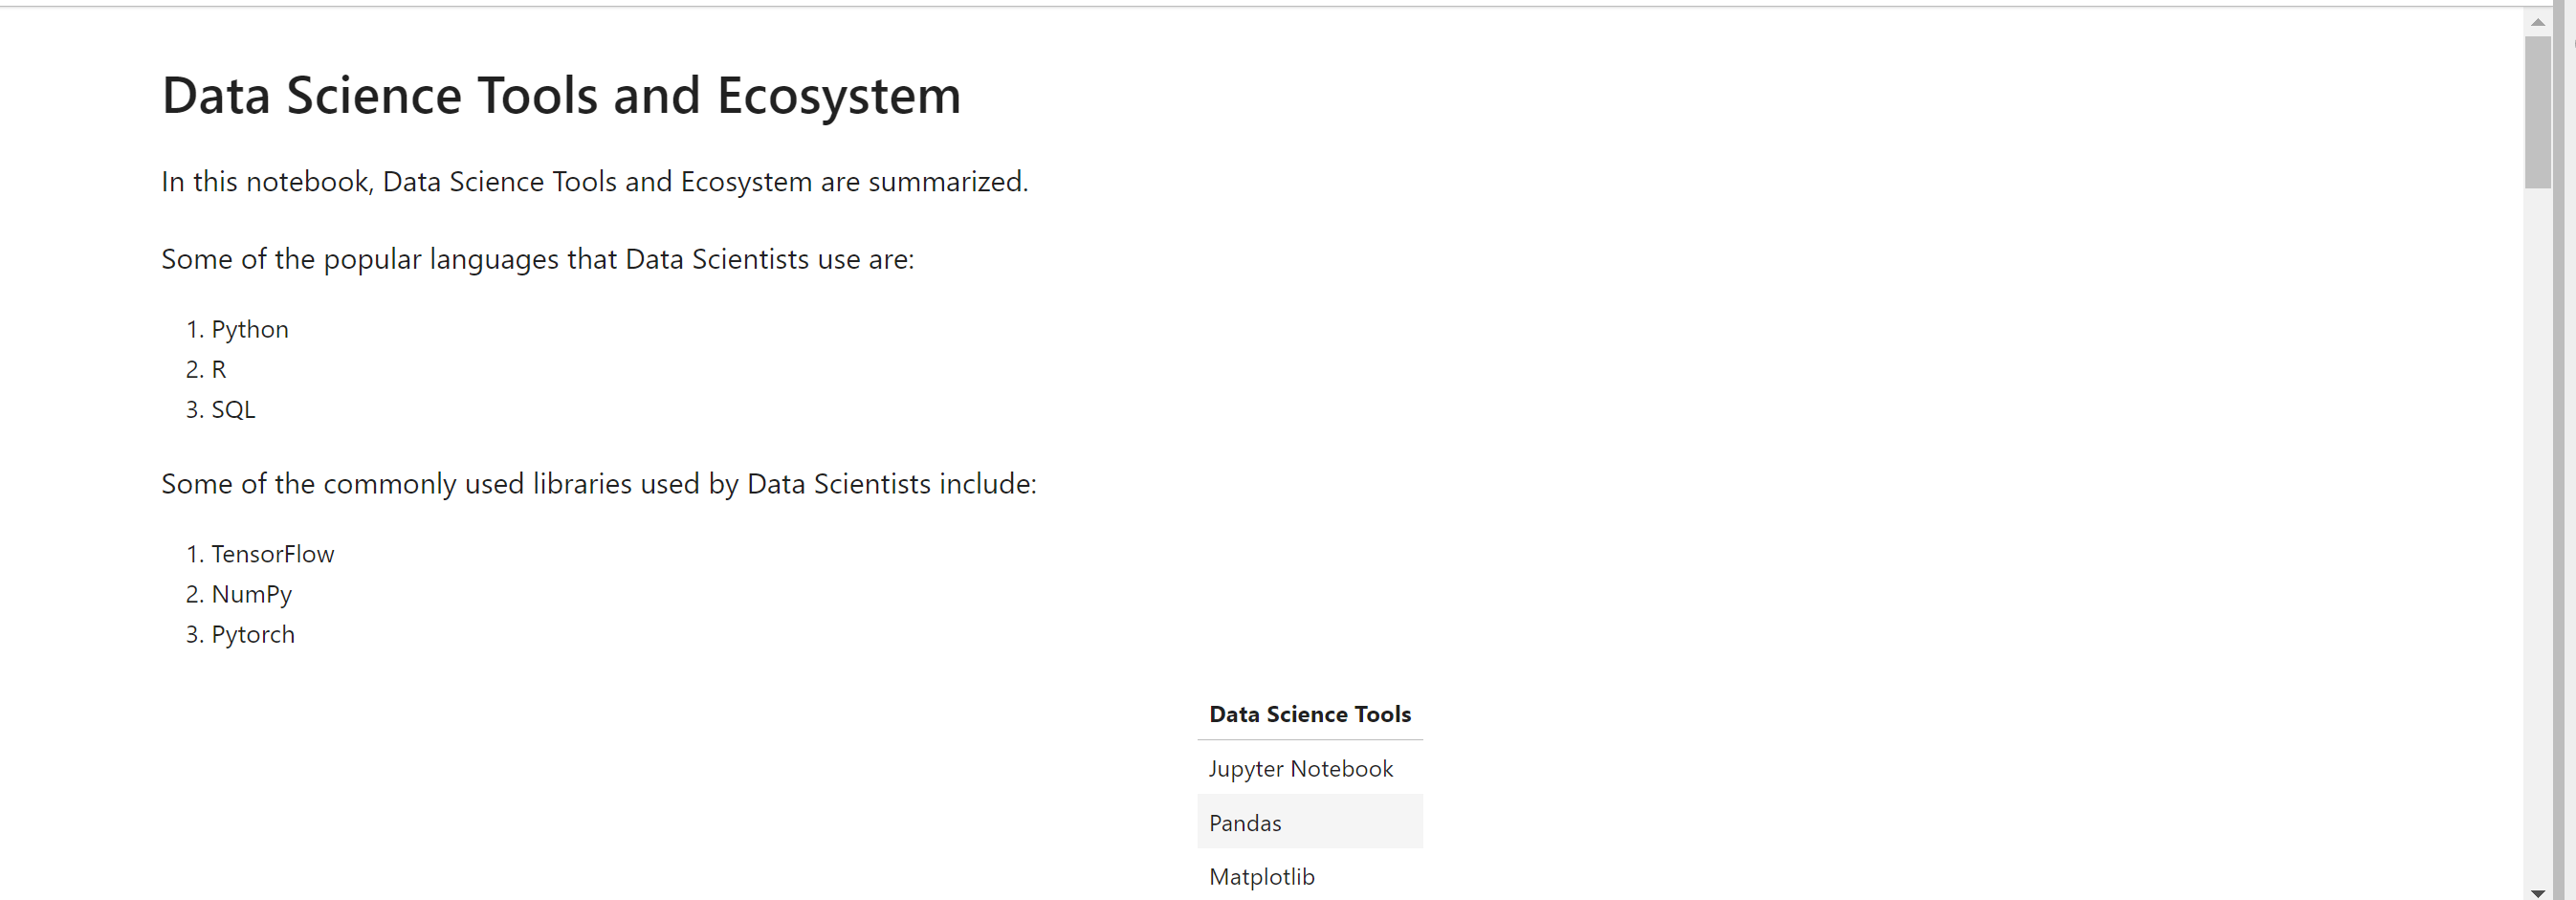 Data Science Tools and Ecosystem
In this notebook, Data Science Tools and Ecosystem are summarized.
Some of the popular languages that Data Scientists use are:
1. Python
2. R
3. SQL
Some of the commonly used libraries used by Data Scientists include:
1. TensorFlow
2. NumPy
3. Pytorch
Data Science Tools
Jupyter Notebook
Pandas
Matplotlib